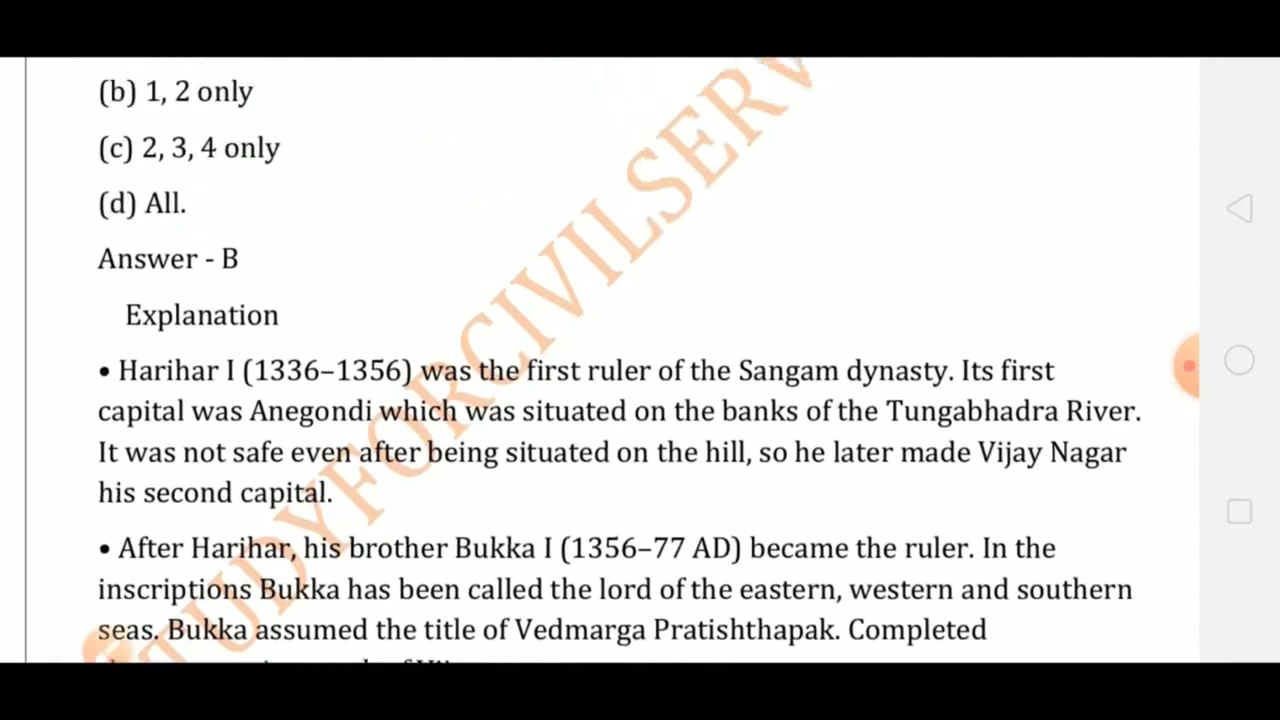 (b) 1, 2 only
(c) 2, 3, 4 only
(d) All.
Answer - B
Explanation
• Harihar I (1336–1356) was the first ruler of the Sangam dynasty. Its first
capital was Anegondi which was situated on the banks of the Tungabhadra River.
It was not safe even after being situated on the hill, so he later made Vijay Nagar
his second capital.
• After Harihar, his brother Bukka I (1356–77 AD) became the ruler. In the
inscriptions Bukka has been called the lord of the eastern, western and southern
seas. Bukka assumed the title of Vedmarga Pratishthapak. Completed
TUDYFORCIVILSERV